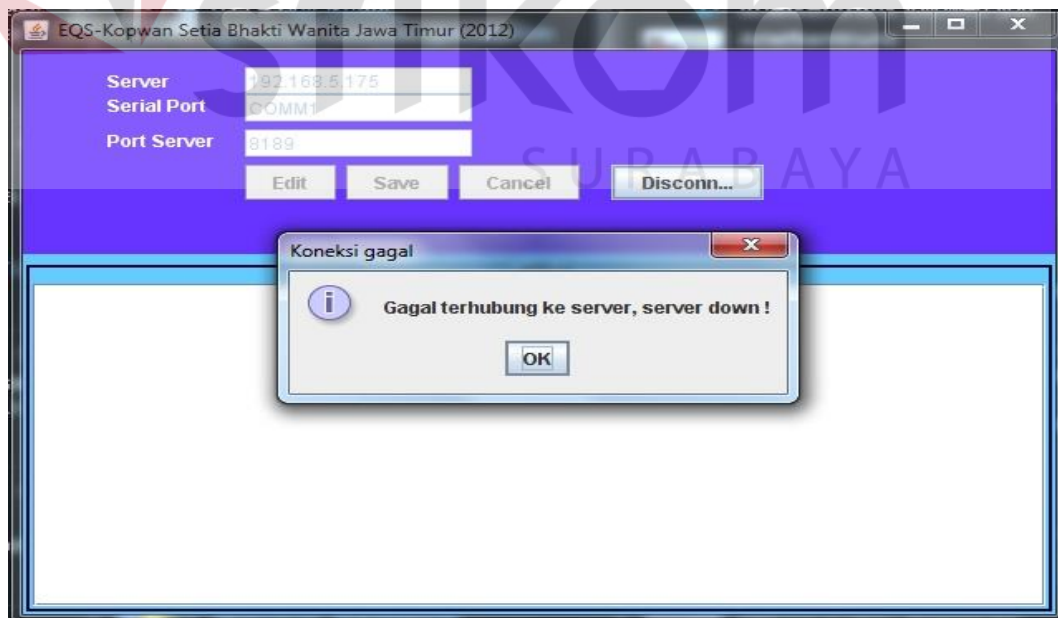 stikom
SURABAYA
EQS-Kopwan Setia Bhakti Wanita Jawa Timur (2012)
Server 192.168.5.175
Serial Port COMM1
Port Server 8189
Edit Save Cancel Disconn...
Koneksi gagal
Gagal terhubung ke server, server down !
OK